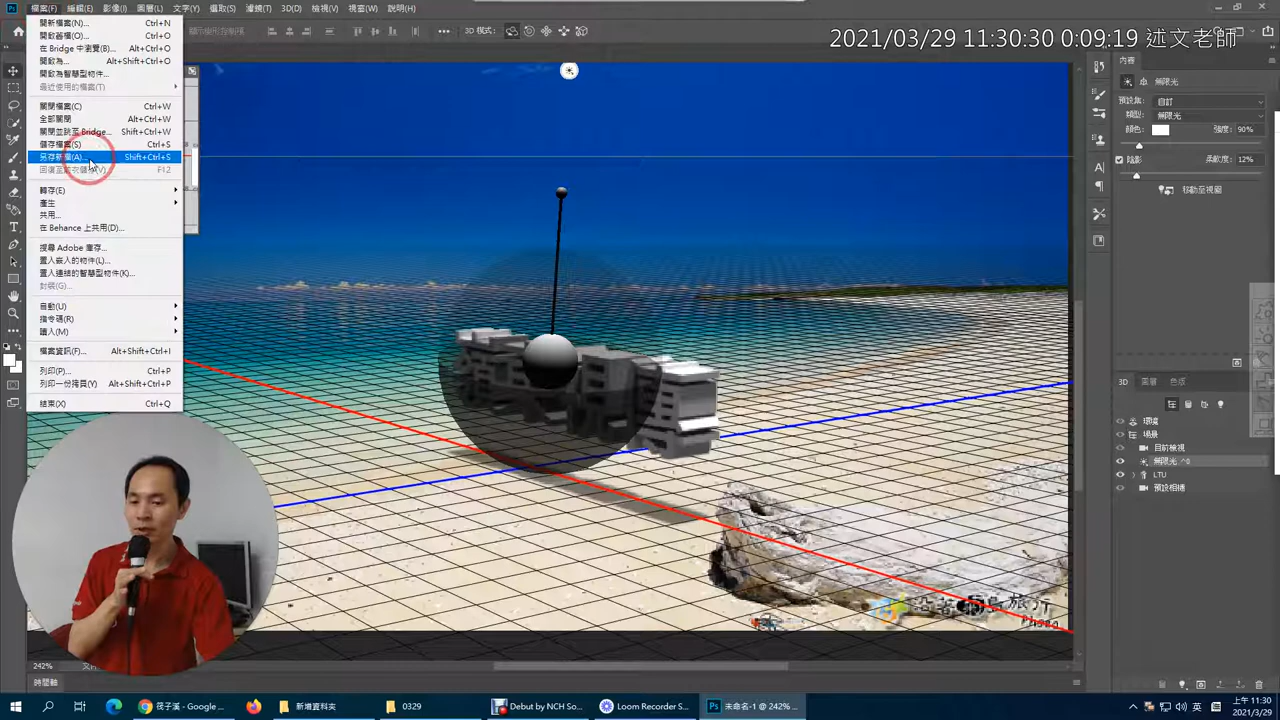 檔案(F) 編輯(E) 圖層(L) 文字(Y) 選取(S) 濾鏡(T) 3D(D) 檢視(V) 視窗(W) 說明(H)
2021/03/29 11:30:30 0:09:19 述文老師
3D 模式:
開新檔案(N)... Ctrl+N
開啟舊檔(O)... Ctrl+O
在 Bridge 中瀏覽(B)... Alt+Ctrl+O
開啟為... Alt+Shift+Ctrl+O
開啟為智慧型物件...
最近使用的檔案(T)
關閉檔案(C) Ctrl+W
全部關閉 Alt+Ctrl+W
關閉並跳至 Bridge... Shift+Ctrl+W
儲存檔案(S) Ctrl+S
另存新檔(A)... Shift+Ctrl+S
F12
轉存(E)
產生
共用...
在 Behance 上共用(D)...
搜尋 Adobe 庫存...
置入嵌入的物件(L)...
置入連結的智慧型物件(K)...
封裝(G)...
自動(U)
指令碼(R)
讀入(M)
檔案資訊(F)... Alt+Shift+Ctrl+I
列印(P)... Ctrl+P
列印一份拷貝(Y) Alt+Shift+Ctrl+P
結束(X) Ctrl+Q
內容
無限光
預設集: 自訂
類型: 無限光
顏色: 強度: 90%
陰影 柔軟度: 12%
移動至視圖
3D 圖層 色版
環境
場景
目前檢視
無限光 ^0
LTU
預設相機
242%
時間軸
筏子溪 - Google ...
新增資料夾
0329
Debut by NCH So...
Loom Recorder S...
未命名-1 @ 242% ...
英
上午 11:30
2021/3/29